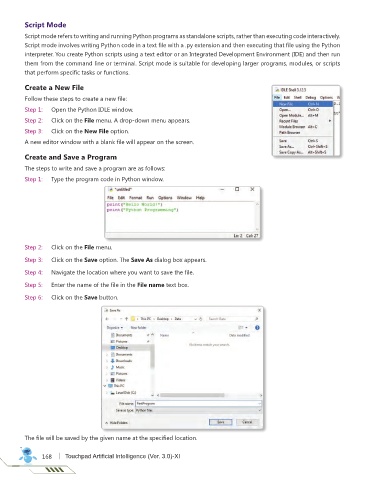 Script Mode
Script mode refers to writing and running Python programs as standalone scripts, rather than executing code interactively.
Script mode involves writing Python code in a text file with a .py extension and then executing that file using the Python
interpreter. You create Python scripts using a text editor or an Integrated Development Environment (IDE) and then run
them from the command line or terminal. Script mode is suitable for developing larger programs, modules, or scripts
that perform specific tasks or functions.
Create a New File
Follow these steps to create a new file:
Step 1: Open the Python IDLE window.
Step 2: Click on the File menu. A drop-down menu appears.
Step 3: Click on the New File option.
A new editor window with a blank file will appear on the screen.
IDLE Shell 3.11.5
File Edit Shell Debug Options
New File Ctrl+N
Open... Ctrl+O
Open Module... Alt+M
Recent Files
Module Browser Alt+C
Path Browser
Save Ctrl+S
Save As... Ctrl+Shift+S
Save Copy As... Alt+Shift+S
Create and Save a Program
The steps to write and save a program are as follows:
Step 1: Type the program code in Python window.
*untitled*
File Edit Format Run Options Window Help
print("Hello World!")
print("Python Programming")
Ln: 2 Col: 27
Step 2: Click on the File menu.
Step 3: Click on the Save option. The Save As dialog box appears.
Step 4: Navigate the location where you want to save the file.
Step 5: Enter the name of the file in the File name text box.
Step 6: Click on the Save button.
Save As
This PC Desktop Data Search Data
Organize New folder
Name Date modified
Documents
Pictures
Desktop
Documents
Downloads
Music
Pictures
Videos
This PC
Local Disk (C:)
File name:
Save as type: Python files
Hide Folders Save Cancel
The file will be saved by the given name at the specified location.
168 Touchpad Artificial Intelligence (Ver. 3.0)-XI